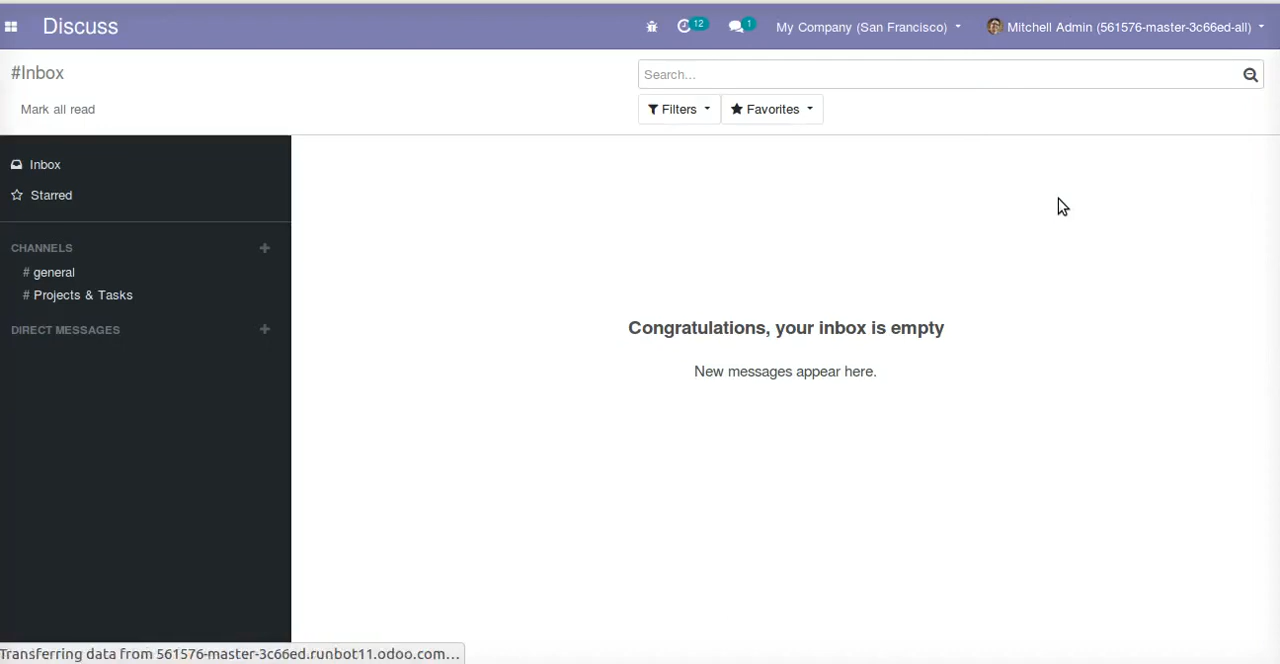 Discuss
12
1
My Company (San Francisco)
Mitchell Admin (561576-master-3c66ed-all)
#Inbox
Search...
Mark all read
Filters
Favorites
Inbox
Starred
CHANNELS
# general
# Projects & Tasks
DIRECT MESSAGES
Congratulations, your inbox is empty
New messages appear here.
Transferring data from 561576-master-3c66ed.runbot11.odoo.com...